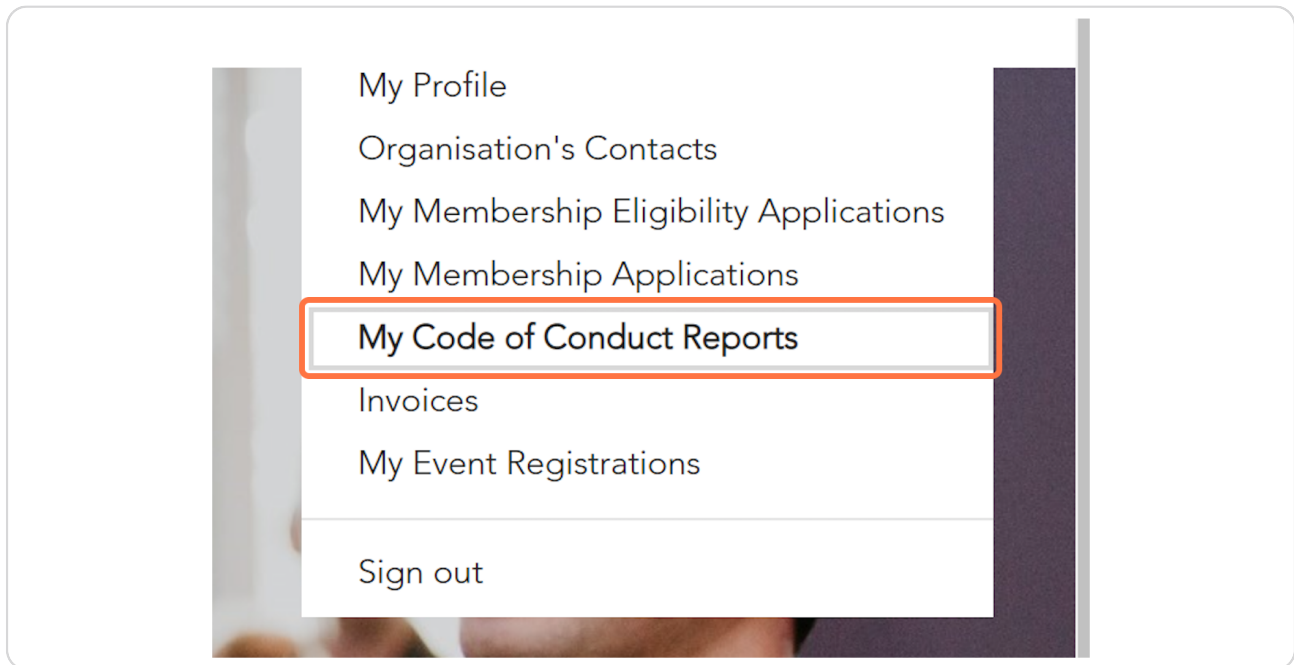 My Profile
Organisation's Contacts
My Membership Eligibility Applications
My Membership Applications
My Code of Conduct Reports
Invoices
My Event Registrations
Sign out